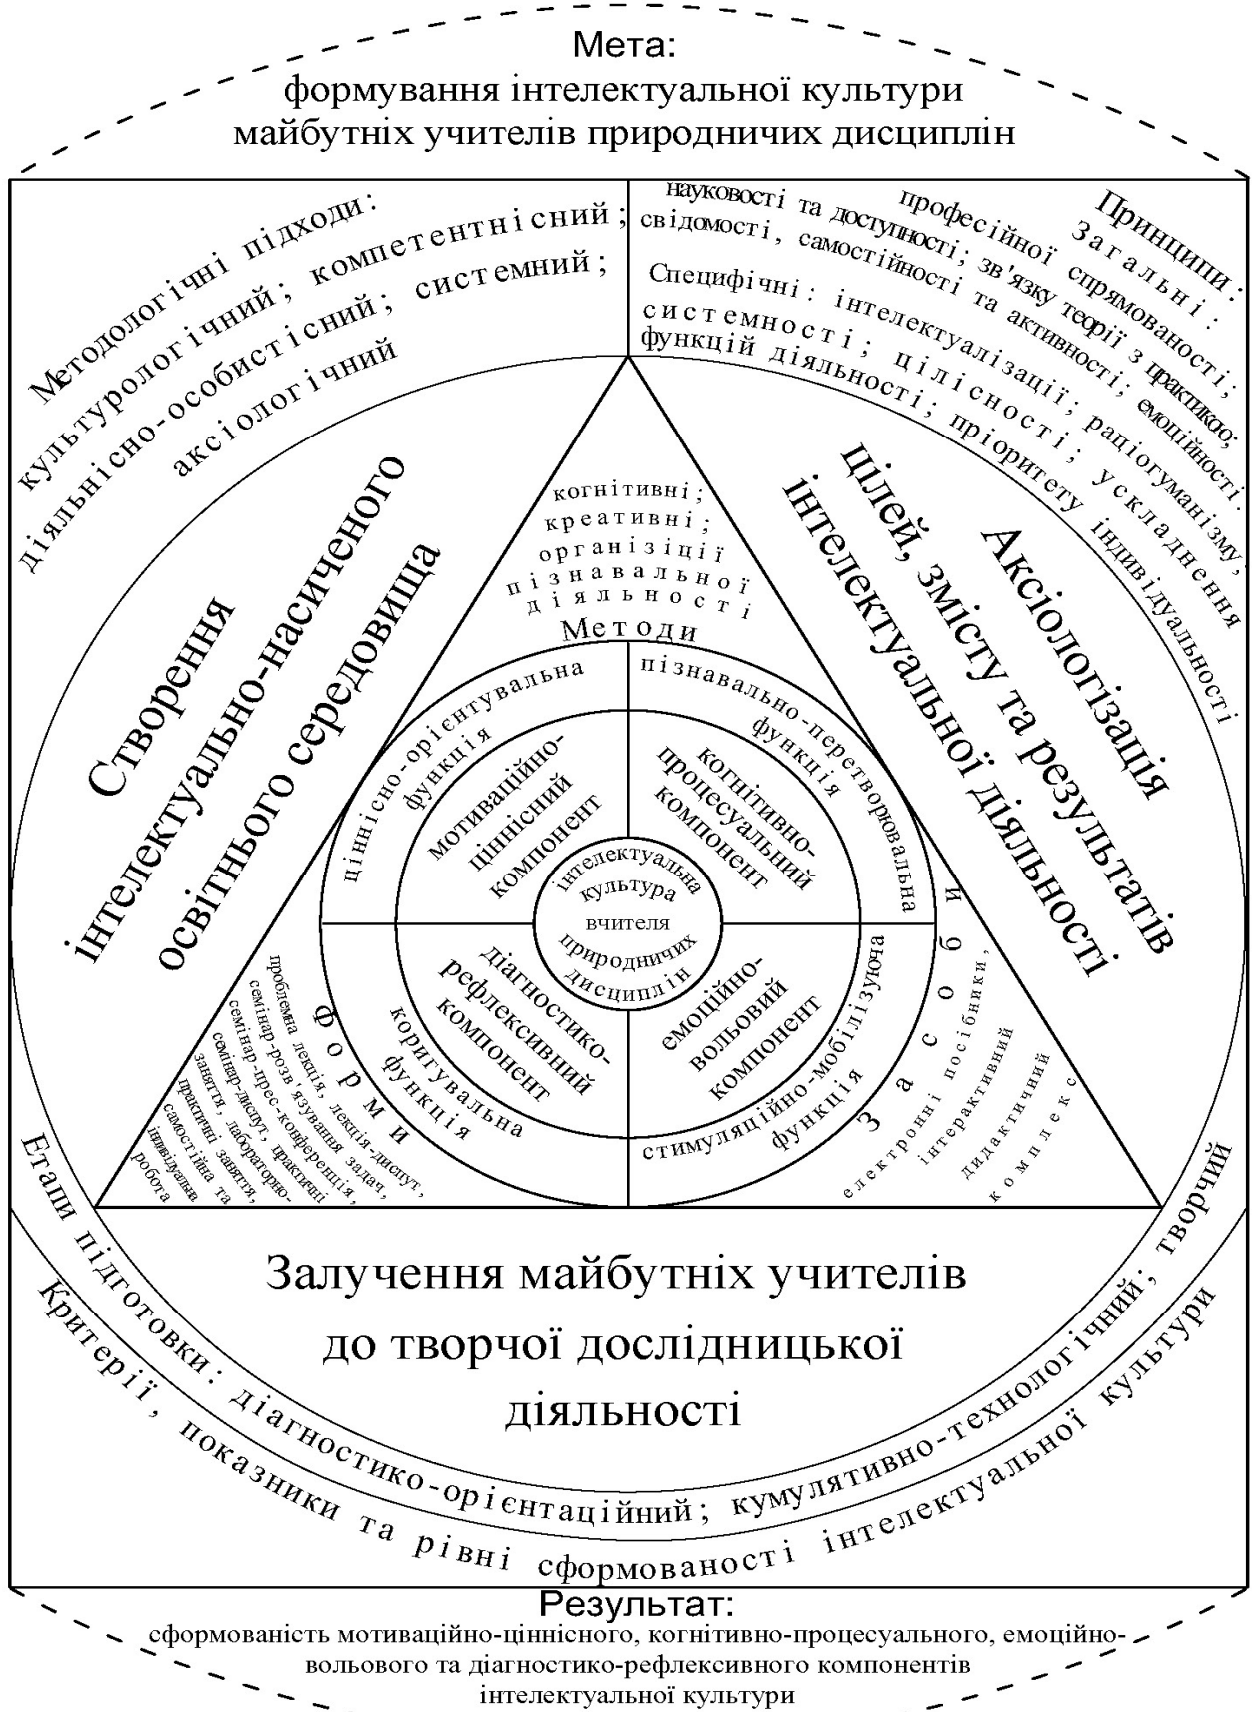 Мета:
формування інтелектуальної культури
майбутніх учителів природничих дисциплін
Методологічні підходи:
культурологічний; компетентнісний;
діяльнісно-особистісний; системний;
аксіологічний
Принципи:
Загальні:
професійної спрямованості;
науковості та доступності; зв'язку теорії з практикою;
свідомості, самостійності та активності; емоційності.
Специфічні: інтелектуалізації; раціогуманізму,
системності; цілісності; ускладнення
функцій діяльності; пріоритету індивідуальності
Створення
інтелектуально-насиченого
освітнього середовища
Аксіологізація
цілей, змісту та результатів
інтелектуальної діяльності
когнітивні;
креативні;
організіції
пізнавальної
діяльності
Методи
ціннісно-орієнтувальна
функція
пізнавально-перетворювальна
функція
мотиваційно-
ціннісний
компонент
когнітивно-
процесуальний
компонент
інтелектуальна
культура
вчителя
природничих
дисциплін
діагностико-
рефлексивний
компонент
емоційно-
вольовий
компонент
коригувальна
функція
стимуляційно-мобілізуюча
функція
Форми
проблемна лекція, лекція-диспут,
семінар-розв'язування задач,
семінар-прес-конференція,
семінар-диспут, практичні
заняття, лабораторно-
практичні заняття,
самостійна та
індивідуальна
робота
Засоби
електронні посібники,
інтерактивний
дидактичний
комплекс
Залучення майбутніх учителів
до творчої дослідницької
діяльності
Етапи підготовки: діагностико-орієнтаційний; кумулятивно-технологічний; творчий
Критерії, показники та рівні сформованості інтелектуальної культури
Результат:
сформованість мотиваційно-ціннісного, когнітивно-процесуального, емоційно-
вольового та діагностико-рефлексивного компонентів
інтелектуальної культури